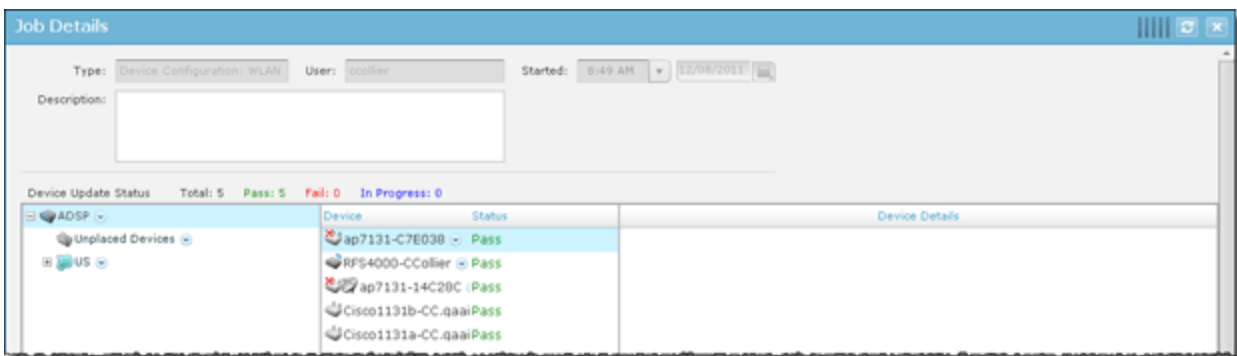 Job Details
Type: Device Configuration: WLAN User: ccollier Started: 8:49 AM 12/08/2011
Description:
Device Update Status Total: 5 Pass: 5 Fail: 0 In Progress: 0
ADSP Device Status Device Details
Unplaced Devices ap7131-C7E038 Pass
US RFS4000-CCollier Pass
ap7131-14C28C ( Pass
Cisco1131b-CC.qaai Pass
Cisco1131a-CC.qaai Pass